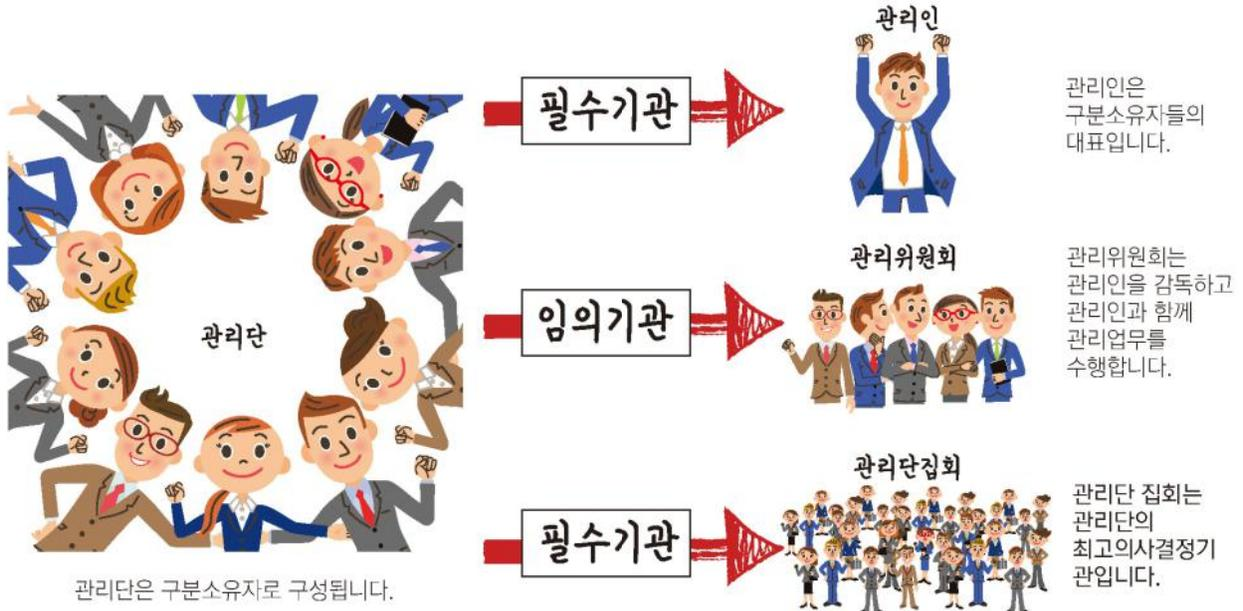 관리단
관리단은 구분소유자로 구성됩니다.
필수기관
관리인
관리인은
구분소유자들의
대표입니다.
임의기관
관리위원회
관리위원회는
관리인을 감독하고
관리인과 함께
관리업무를
수행합니다.
필수기관
관리단집회
관리단 집회는
관리단의
최고의사결정기
관입니다.